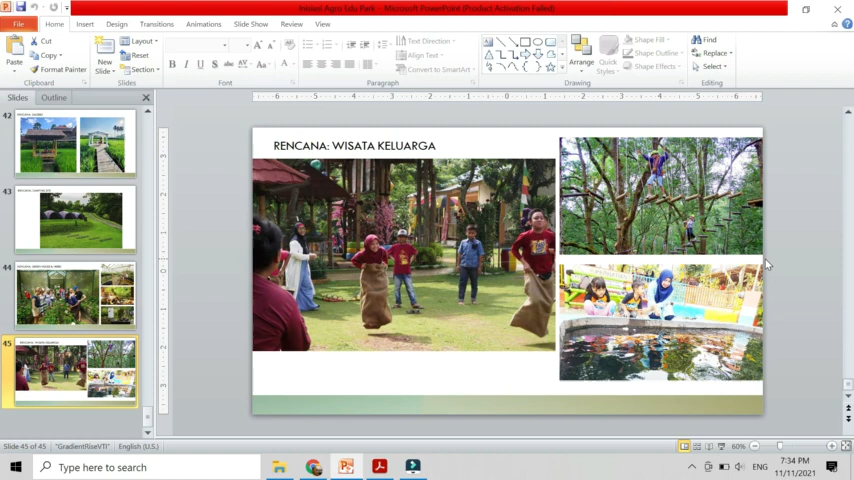 Inowol Agro Edu Park - Microsoft PowerPoint (Product Activation Failed)
File
Home
Insert
Design
Transitions
Animations
Slide Show
Review
View
Paste
Cut
Copy
Format Painter
Clipboard
New
Slide
Layout
Reset
Section
Slides
Font
Text Direction
Align Text
Convert to SmartArt
Paragraph
Arrange
Quick
Styles
Shape Fill
Shape Outline
Shape Effects
Drawing
Find
Replace
Select
Editing
Slides
Outline
42
43
44
45
RENCANA: WISATA KELUARGA
Slide 45 of 45
"GradientRiseVTI"
English (U.S.)
60%
Type here to search
ENG
7:34 PM
11/11/2021